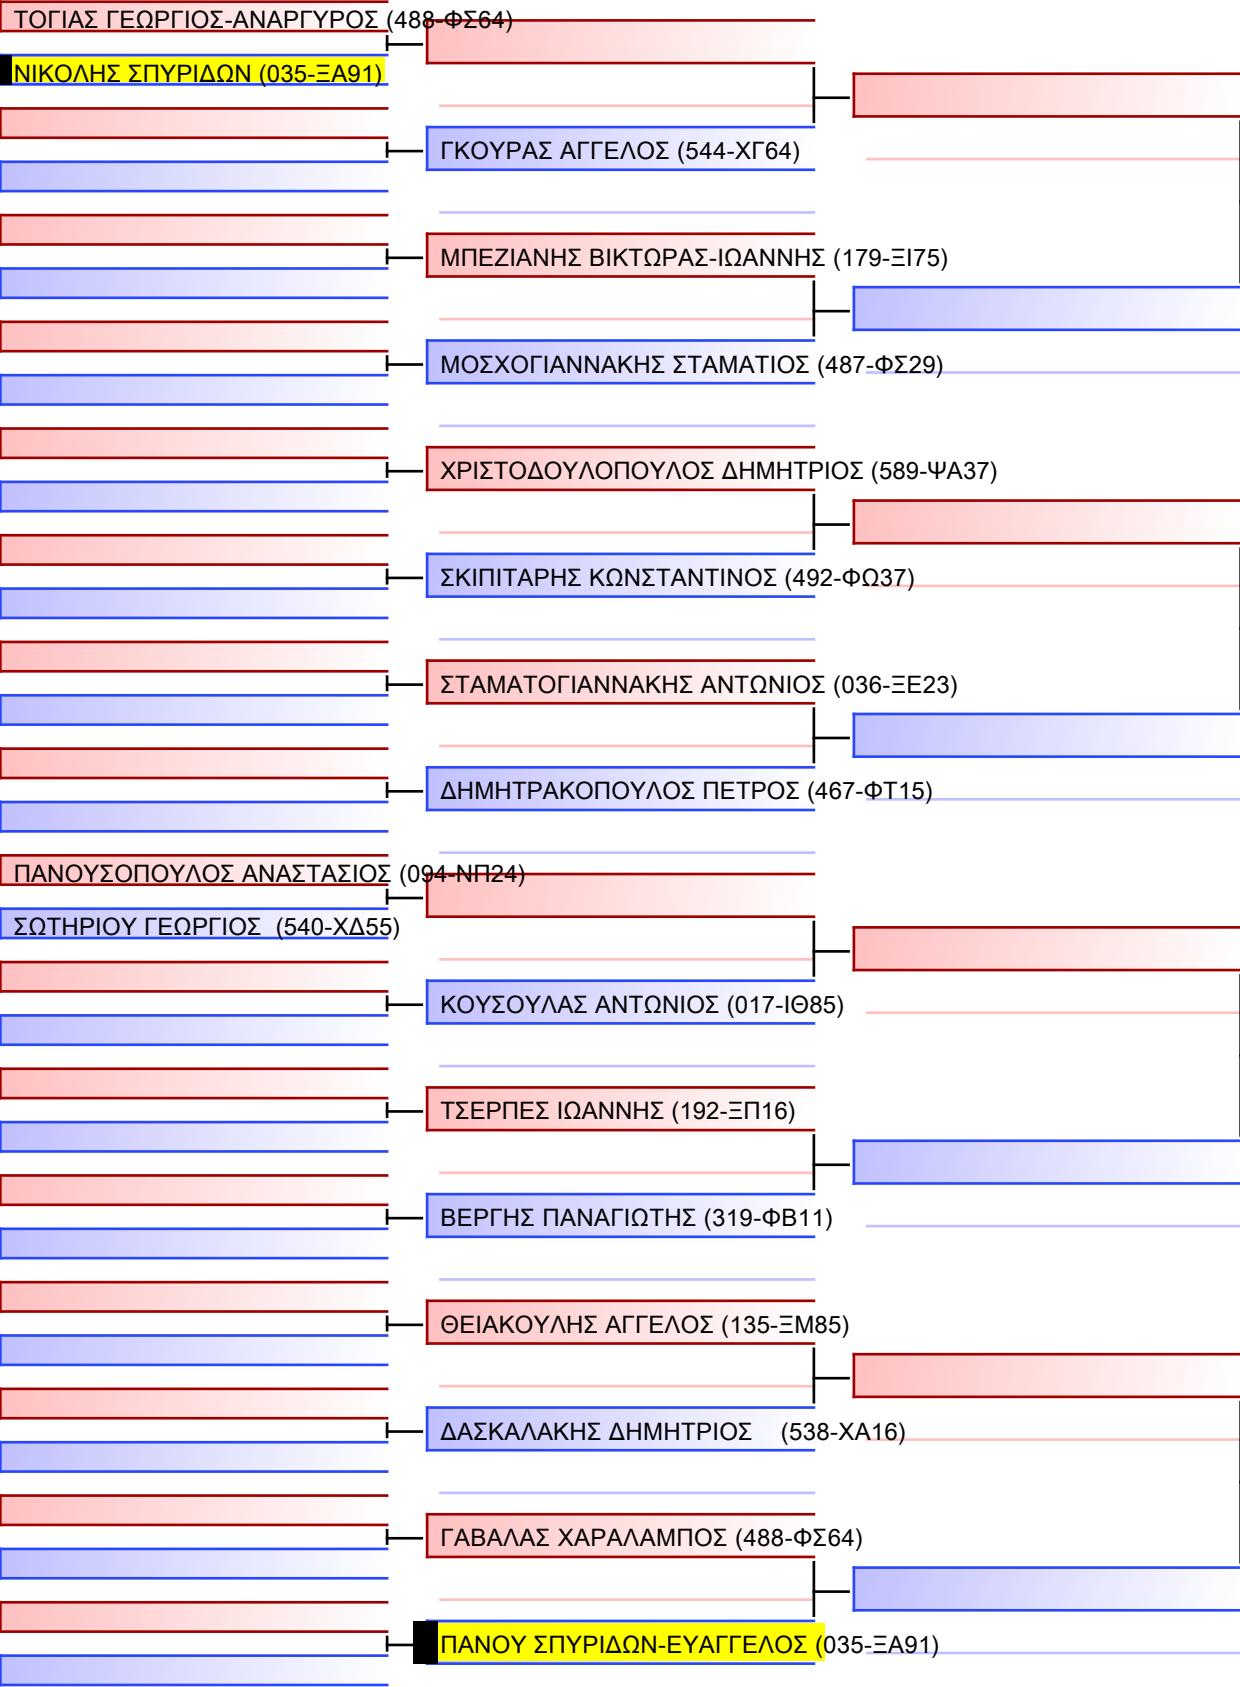 ΤΟΓΙΑΣ ΓΕΩΡΓΙΟΣ-ΑΝΑΡΓΥΡΟΣ (488-ΦΣ64)
ΝΙΚΟΛΗΣ ΣΠΥΡΙΔΩΝ (035-ΞΑ91)
ΓΚΟΥΡΑΣ ΑΓΓΕΛΟΣ (544-ΧΓ64)
ΜΠΕΖΙΑΝΗΣ ΒΙΚΤΩΡΑΣ-ΙΩΑΝΝΗΣ (179-ΞΙ75)
ΜΟΣΧΟΓΙΑΝΝΑΚΗΣ ΣΤΑΜΑΤΙΟΣ (487-ΦΣ29)
ΧΡΙΣΤΟΔΟΥΛΟΠΟΥΛΟΣ ΔΗΜΗΤΡΙΟΣ (589-ΨΑ37)
ΣΚΙΠΙΤΑΡΗΣ ΚΩΝΣΤΑΝΤΙΝΟΣ (492-ΦΩ37)
ΣΤΑΜΑΤΟΓΙΑΝΝΑΚΗΣ ΑΝΤΩΝΙΟΣ (036-ΞΕ23)
ΔΗΜΗΤΡΑΚΟΠΟΥΛΟΣ ΠΕΤΡΟΣ (467-ΦΤ15)
ΠΑΝΟΥΣΟΠΟΥΛΟΣ ΑΝΑΣΤΑΣΙΟΣ (094-ΝΠ24)
ΣΩΤΗΡΙΟΥ ΓΕΩΡΓΙΟΣ (540-ΧΔ55)
ΚΟΥΣΟΥΛΑΣ ΑΝΤΩΝΙΟΣ (017-ΙΘ85)
ΤΣΕΡΠΕΣ ΙΩΑΝΝΗΣ (192-ΞΠ16)
ΒΕΡΓΗΣ ΠΑΝΑΓΙΩΤΗΣ (319-ΦΒ11)
ΘΕΙΑΚΟΥΛΗΣ ΑΓΓΕΛΟΣ (135-ΞΜ85)
ΔΑΣΚΑΛΑΚΗΣ ΔΗΜΗΤΡΙΟΣ (538-ΧΑ16)
ΓΑΒΑΛΑΣ ΧΑΡΑΛΑΜΠΟΣ (488-ΦΣ64)
ΠΑΝΟΥ ΣΠΥΡΙΔΩΝ-ΕΥΑΓΓΕΛΟΣ (035-ΞΑ91)